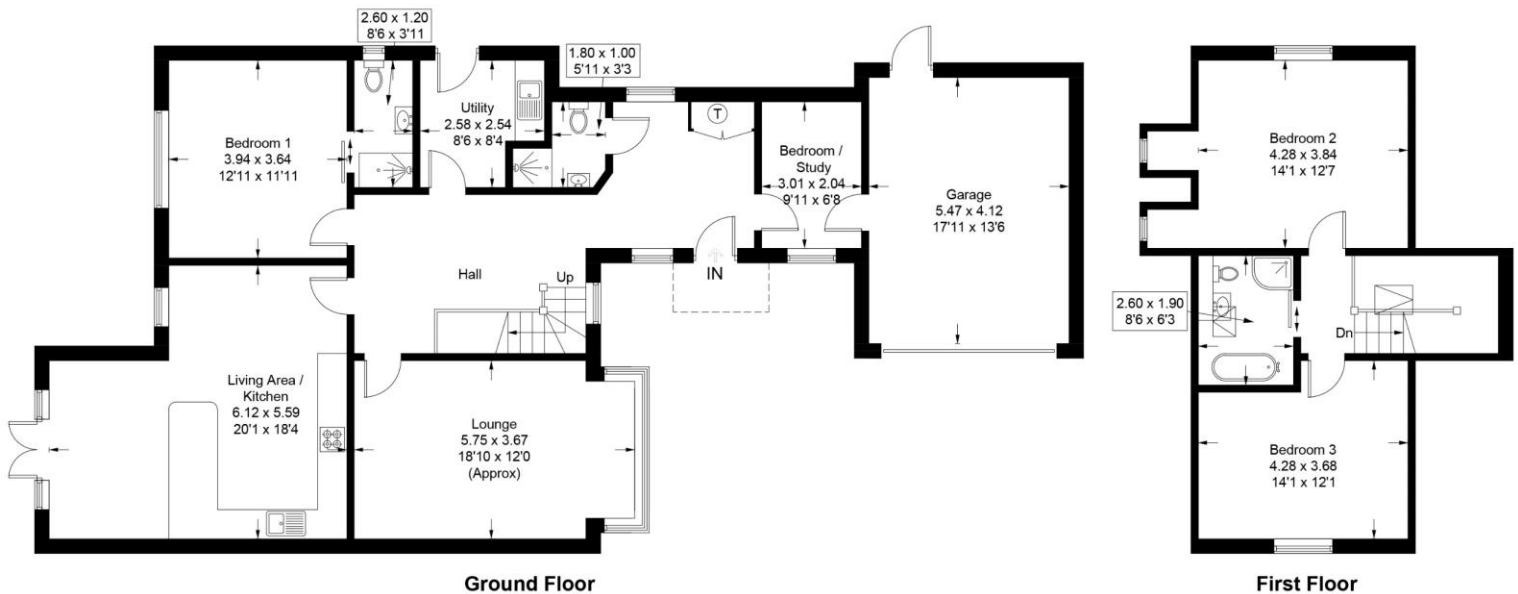 2.60 x 1.20
8'6 x 3'11
1.80 x 1.00
5'11 x 3'3
Utility
2.58 x 2.54
8'6 x 8'4
T
Bedroom 1
3.94 x 3.64
12'11 x 11'11
Bedroom /
Study
3.01 x 2.04
9'11 x 6'8
Garage
5.47 x 4.12
17'11 x 13'6
Hall
Up
IN
Living Area /
Kitchen
6.12 x 5.59
20'1 x 18'4
Lounge
5.75 x 3.67
18'10 x 12'0
(Approx)
Ground Floor
Bedroom 2
4.28 x 3.84
14'1 x 12'7
2.60 x 1.90
8'6 x 6'3
Dn
Bedroom 3
4.28 x 3.68
14'1 x 12'1
First Floor